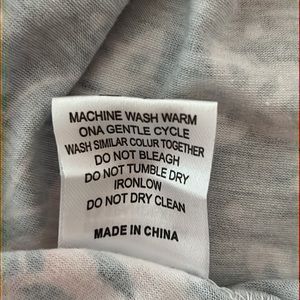 MACHINE WASH WARM
ONA GENTLE CYCLE
WASH SIMILAR COLUR TOGETHER
DO NOT BLEAGH
DO NOT TUMBLE DRY
IRONLOW
DO NOT DRY CLEAN
MADE IN CHINA